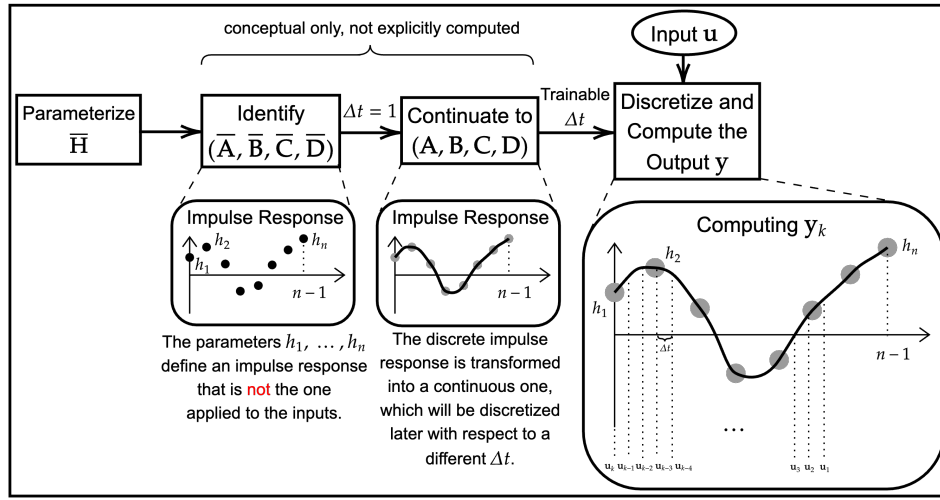 conceptual only, not explicitly computed
Input u
Parameterize
H̅
Identify
(A̅, B̅, C̅, D̅)
Δt = 1
Continuate to
(A, B, C, D)
Trainable
Δt
Discretize and
Compute the
Output y
Impulse Response
h₁
h₂
hₙ
n − 1
The parameters h₁, …, hₙ
define an impulse response
that is not the one
applied to the inputs.
Impulse Response
n − 1
The discrete impulse
response is transformed
into a continuous one,
which will be discretized
later with respect to a
different Δt.
Computing yₖ
h₁
h₂
hₙ
Δt
n − 1
...
uₖ uₖ₋₁ uₖ₋₂ uₖ₋₃ uₖ₋₄ u₃ u₂ u₁